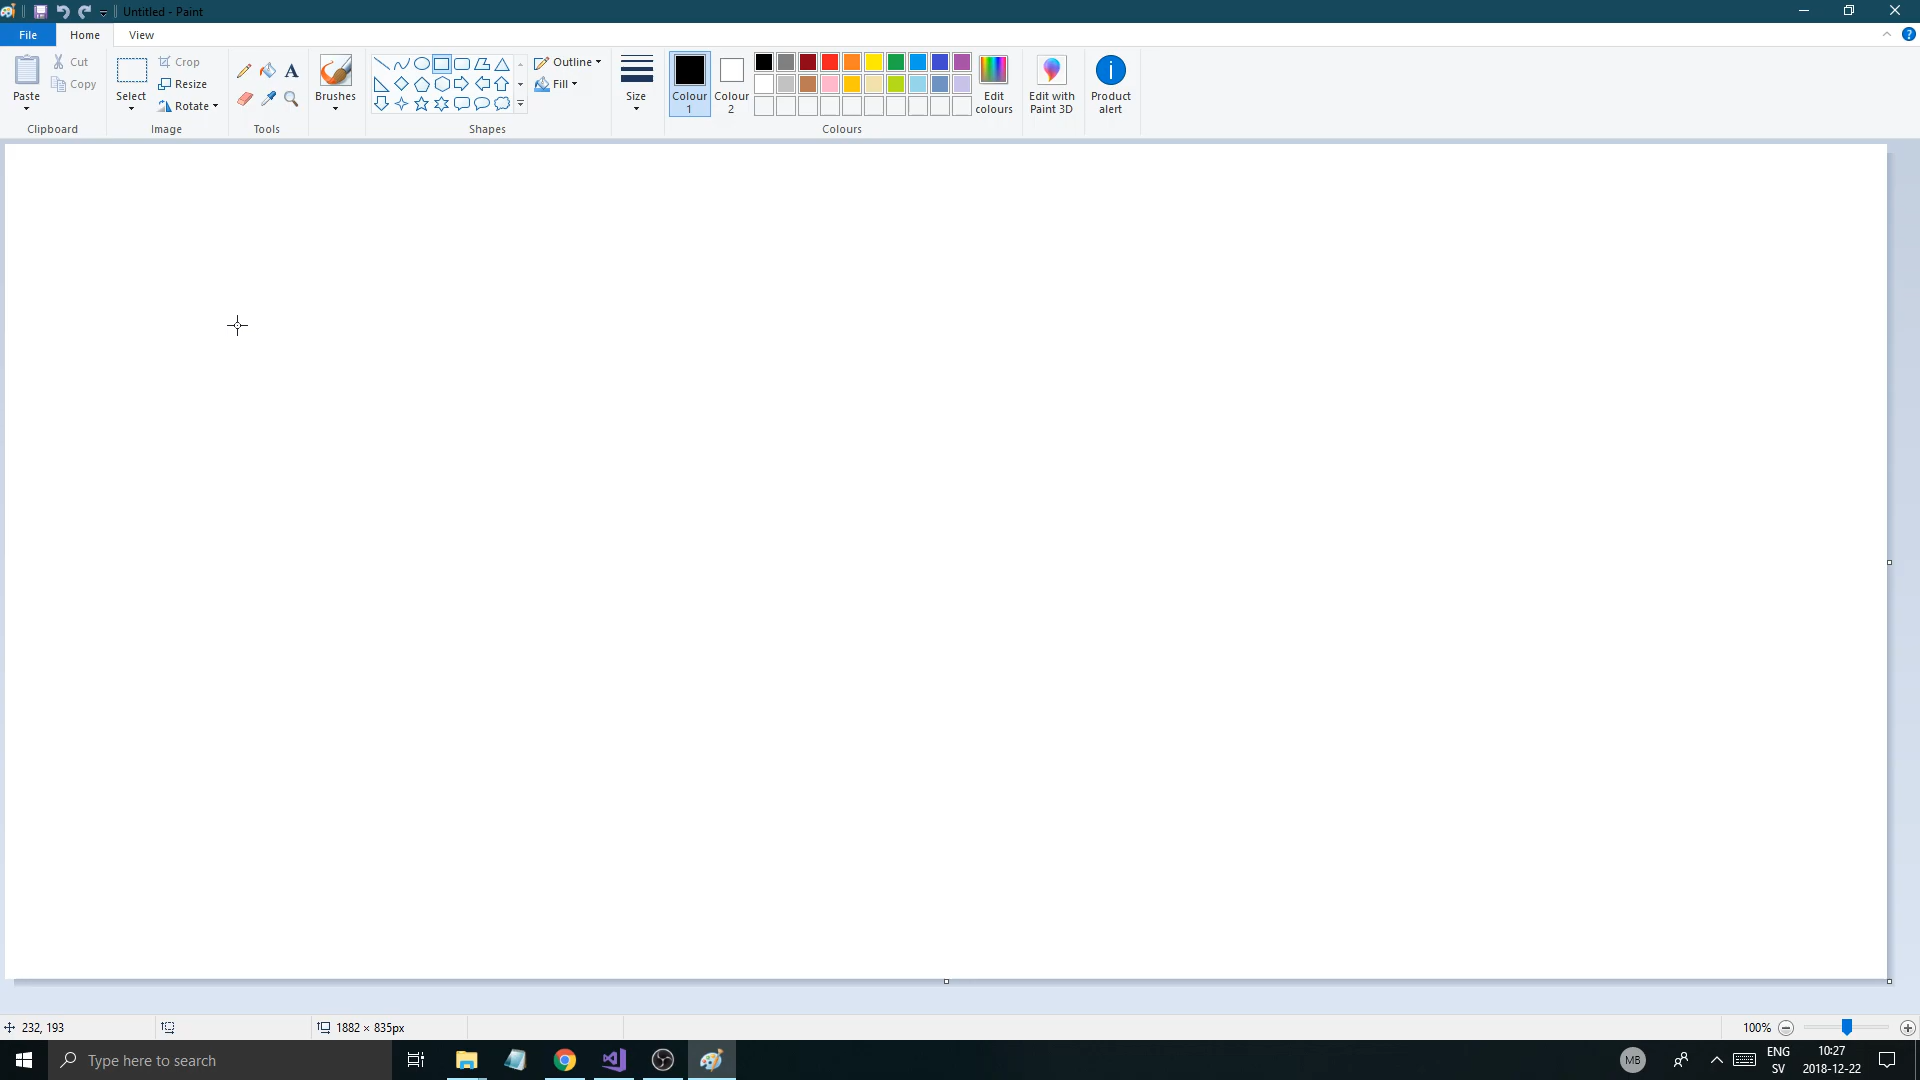 Untitled - Paint
File Home View
Paste
Cut
Copy
Clipboard
Select
Crop
Resize
Rotate
Image
A
Tools
Brushes
Shapes
Outline
Fill
Size
Colour
1
Colour
2
Colours
Edit
colours
Edit with
Paint 3D
Product
alert
232, 193
1882 × 835px
100%
Type here to search
MB
ENG
SV
10:27
2018-12-22